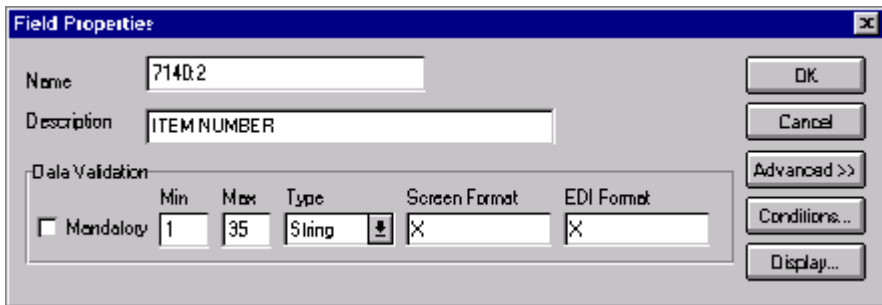 Field Properties
Name 7140:2 OK
Description ITEM NUMBER Cancel
Data Validation Advanced >>
Min Max Type Screen Format EDI Format
Mandatory 1 35 String X X Conditions...
Display...